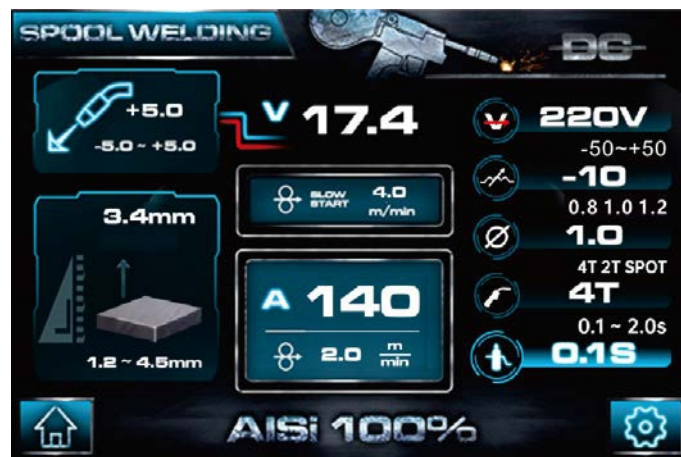 SPOOL WELDING
DC
+5.0
-5.0 ~ +5.0
V 17.4
220V
-50~+50
-10
SLOW START 4.0 m/min
3.4mm
0.8 1.0 1.2
1.0
4T 2T SPOT
4T
A 140
2.0 m/min
0.1 ~ 2.0s
0.1S
1.2 ~ 4.5mm
AlSi 100%